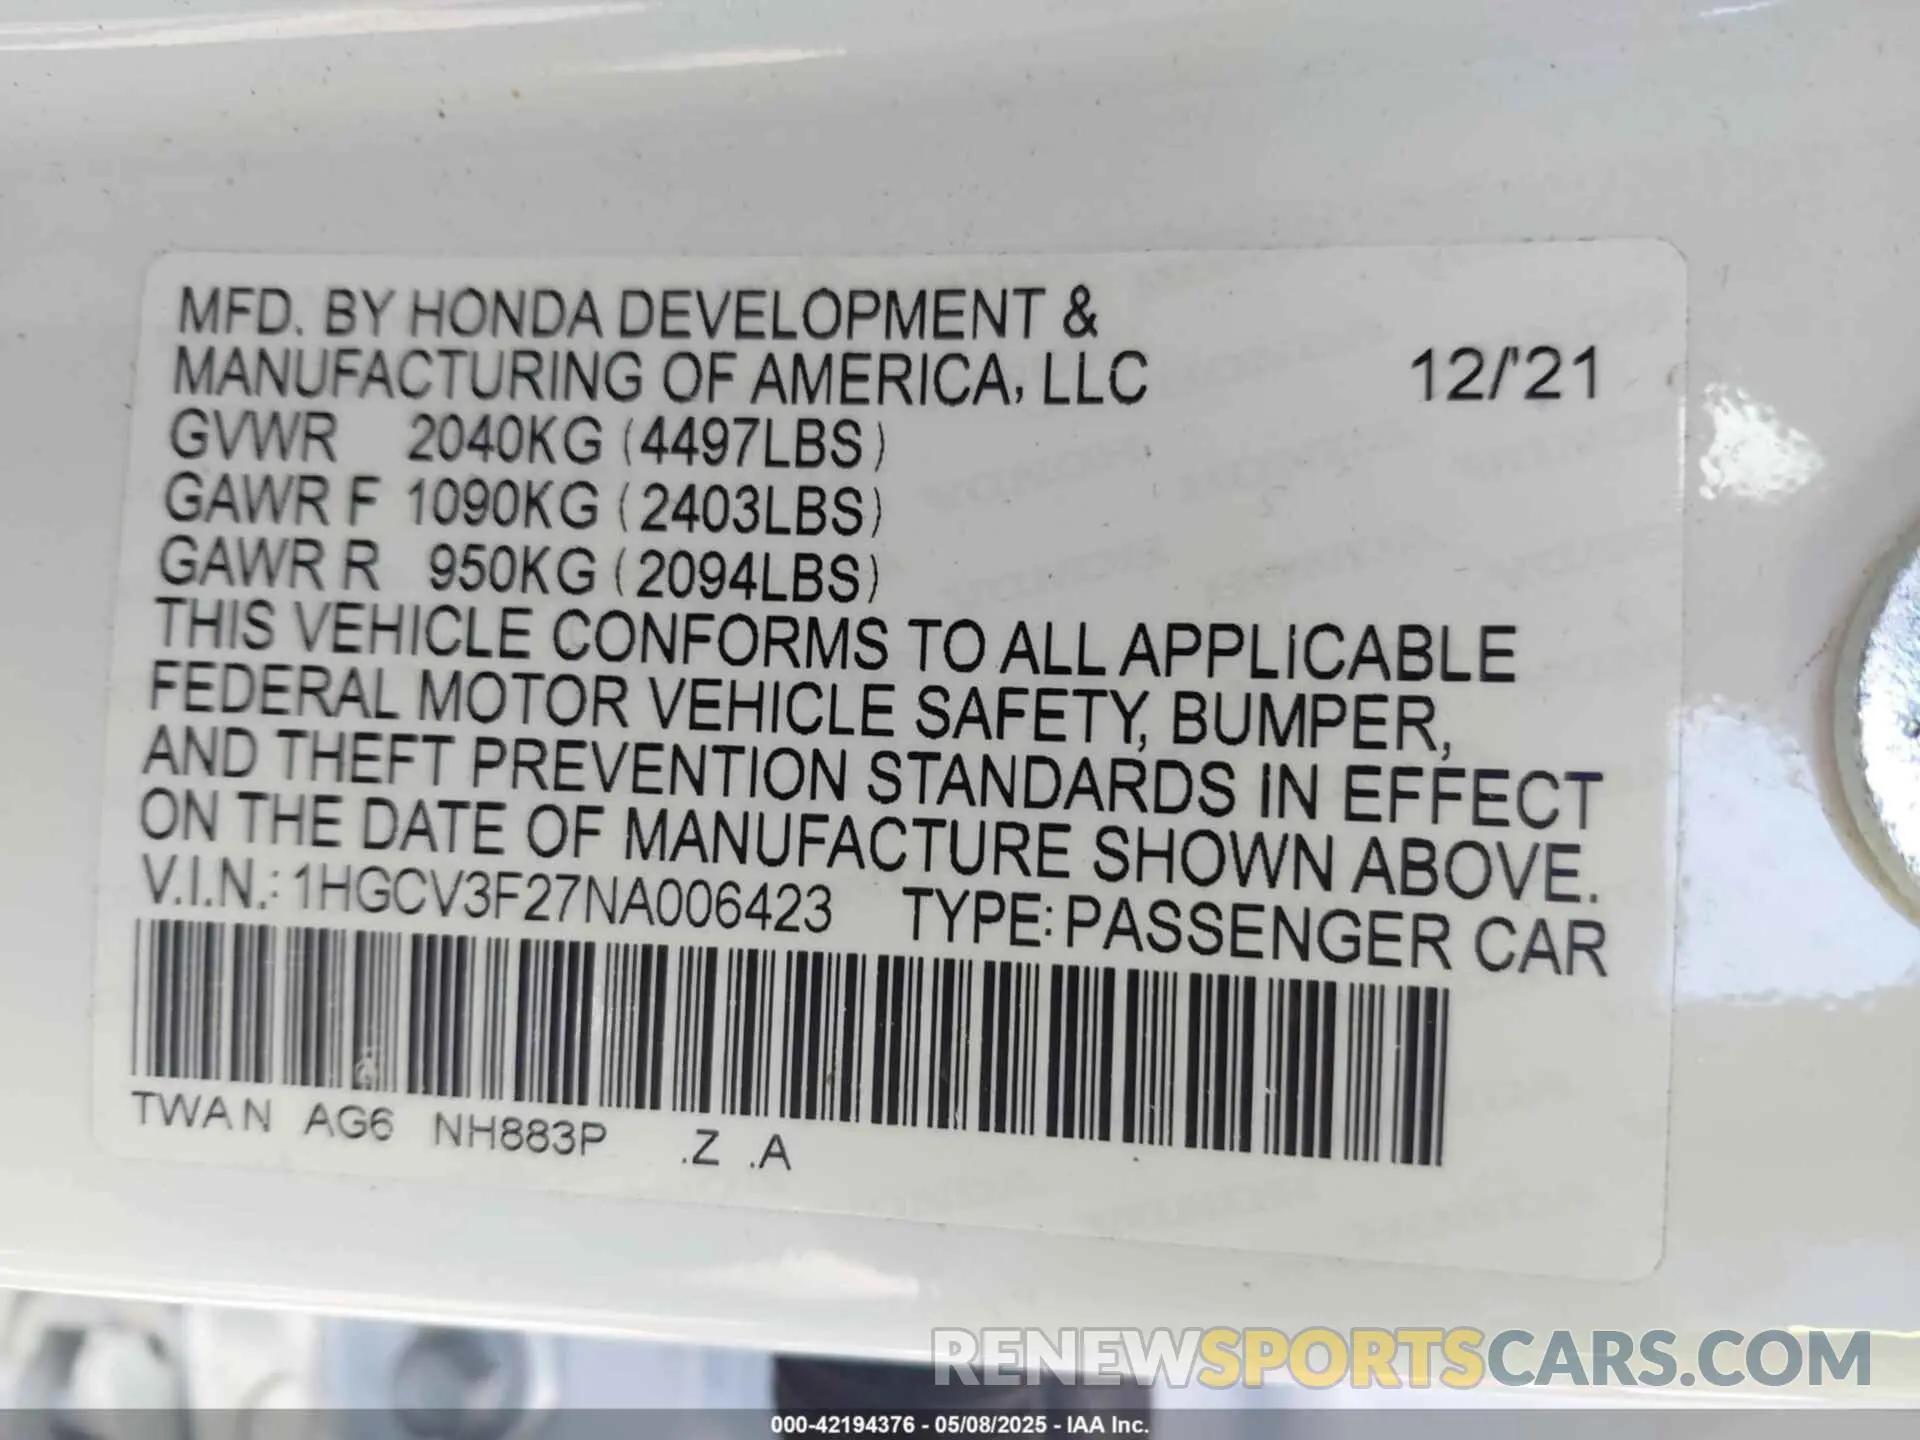 MFD. BY HONDA DEVELOPMENT &
MANUFACTURING OF AMERICA, LLC 12/'21
GVWR 2040KG (4497LBS)
GAWR F 1090KG (2403LBS)
GAWR R 950KG (2094LBS)
THIS VEHICLE CONFORMS TO ALL APPLICABLE
FEDERAL MOTOR VEHICLE SAFETY, BUMPER,
AND THEFT PREVENTION STANDARDS IN EFFECT
ON THE DATE OF MANUFACTURE SHOWN ABOVE.
V.I.N.: 1HGCV3F27NA006423 TYPE: PASSENGER CAR
TWAN AG6 NH883P .Z .A
RENEWSPORTSCARS.COM
000-42194376 - 05/08/2025 - IAA Inc.